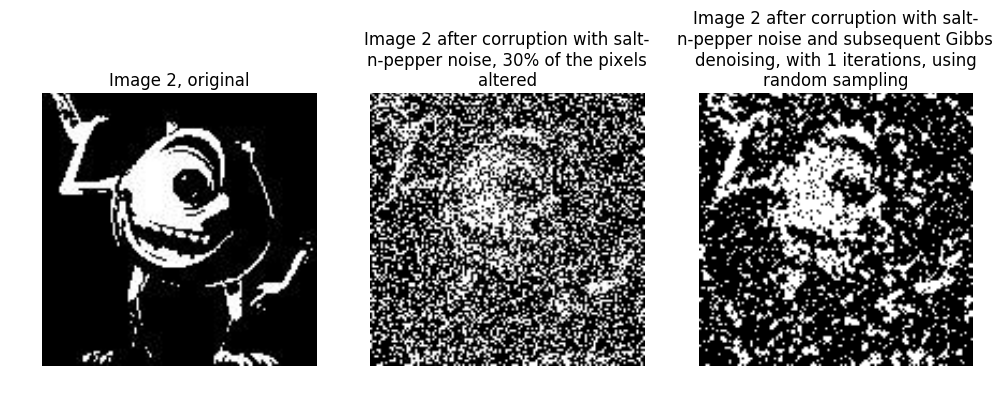 Image 2, original
Image 2 after corruption with salt-
n-pepper noise, 30% of the pixels
altered
Image 2 after corruption with salt-
n-pepper noise and subsequent Gibbs
denoising, with 1 iterations, using
random sampling